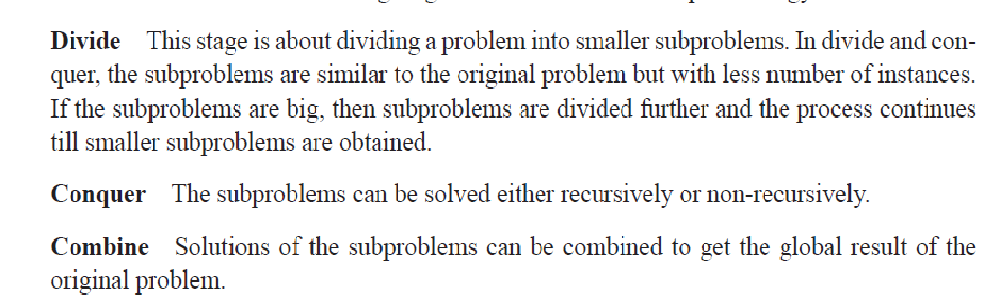 Divide This stage is about dividing a problem into smaller subproblems. In divide and con-
quer, the subproblems are similar to the original problem but with less number of instances.
If the subproblems are big, then subproblems are divided further and the process continues
till smaller subproblems are obtained.
Conquer The subproblems can be solved either recursively or non-recursively.
Combine Solutions of the subproblems can be combined to get the global result of the
original problem.